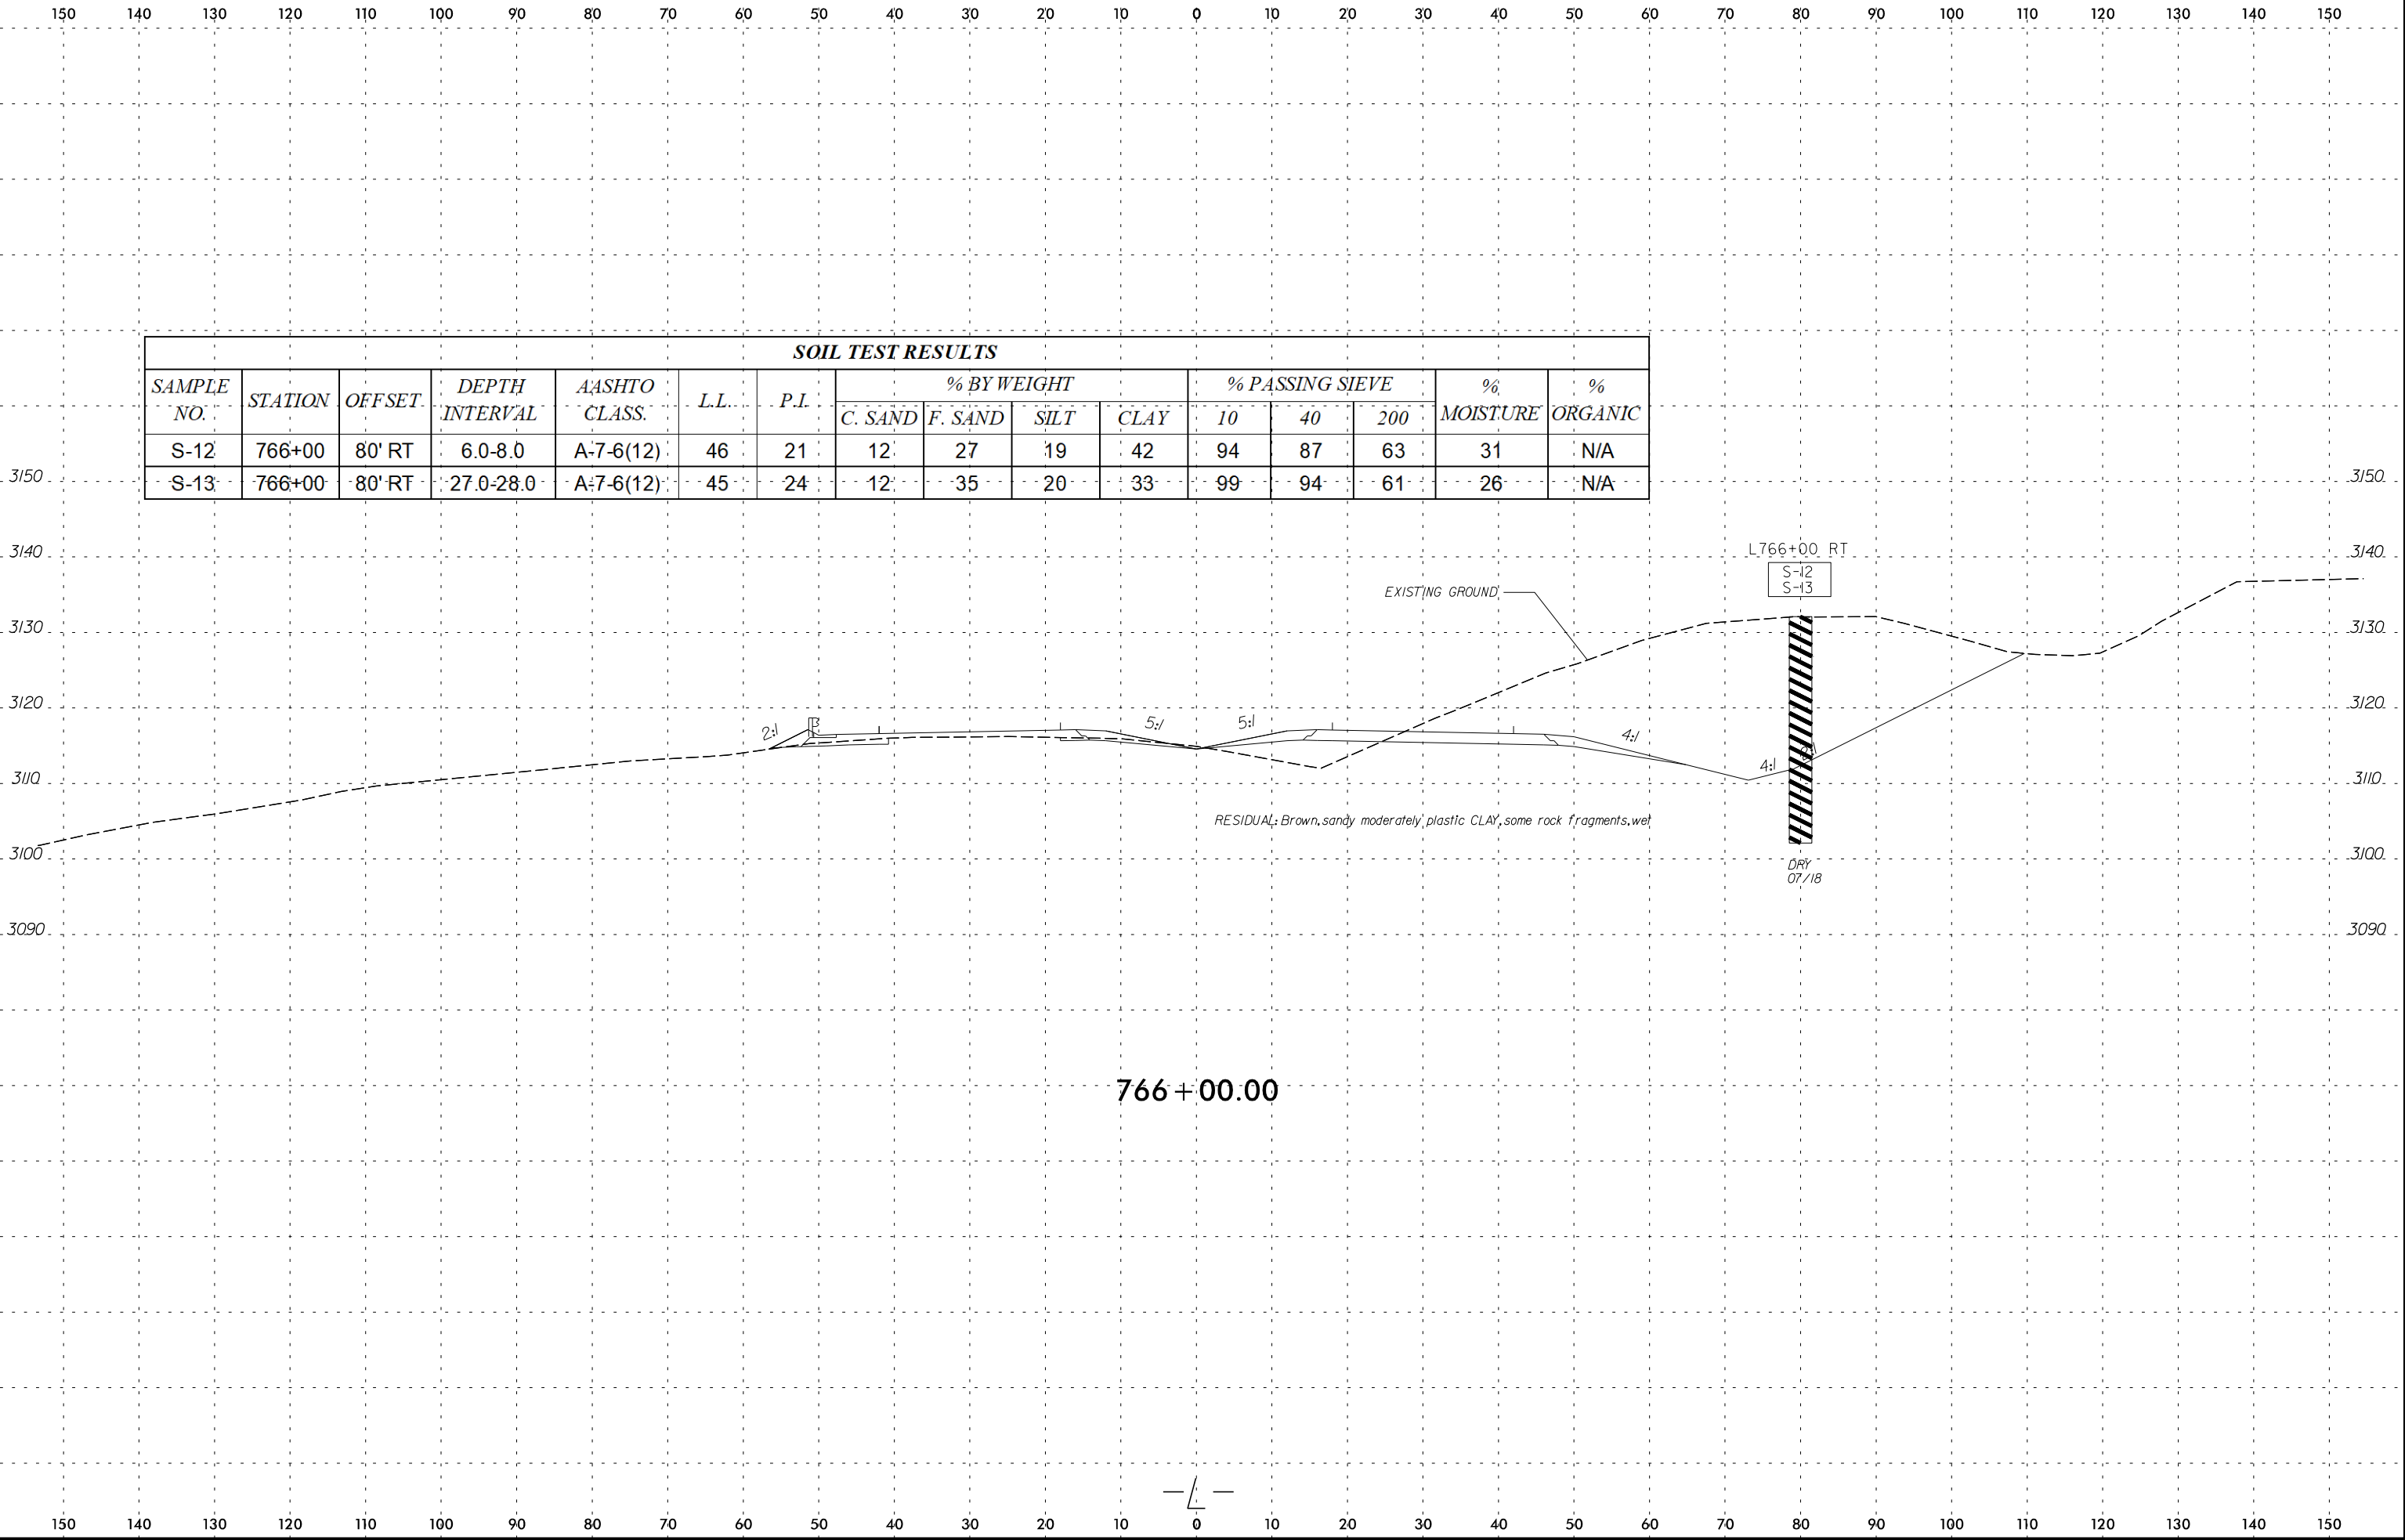 150 140 130 120 110 100 90 80 70 60 50 40 30 20 10 0 10 20 30 40 50 60 70 80 90 100 110 120 130 140 150
SOIL TEST RESULTS
SAMPLE NO. STATION OFFSET DEPTH INTERVAL AASHTO CLASS. L.L. P.I. % BY WEIGHT % PASSING SIEVE % MOISTURE % ORGANIC
C. SAND F. SAND SILT CLAY 10 40 200
S-12 766+00 80' RT 6.0-8.0 A-7-6(12) 46 21 12 27 19 42 94 87 63 31 N/A
S-13 766+00 80' RT 27.0-28.0 A-7-6(12) 45 24 12 35 20 33 99 94 61 26 N/A
3150 3150
L766+00 RT
3140 3140
S-12
S-13
EXISTING GROUND
3130 3130
3120 3120
2:1 5:1 5:1 4:1
4:1
3110 3110
RESIDUAL: Brown, sandy moderately plastic CLAY, some rock fragments, wet
3100 3100
DRY
07/18
3090 3090
766+00.00
-L-
150 140 130 120 110 100 90 80 70 60 50 40 30 20 10 0 10 20 30 40 50 60 70 80 90 100 110 120 130 140 150